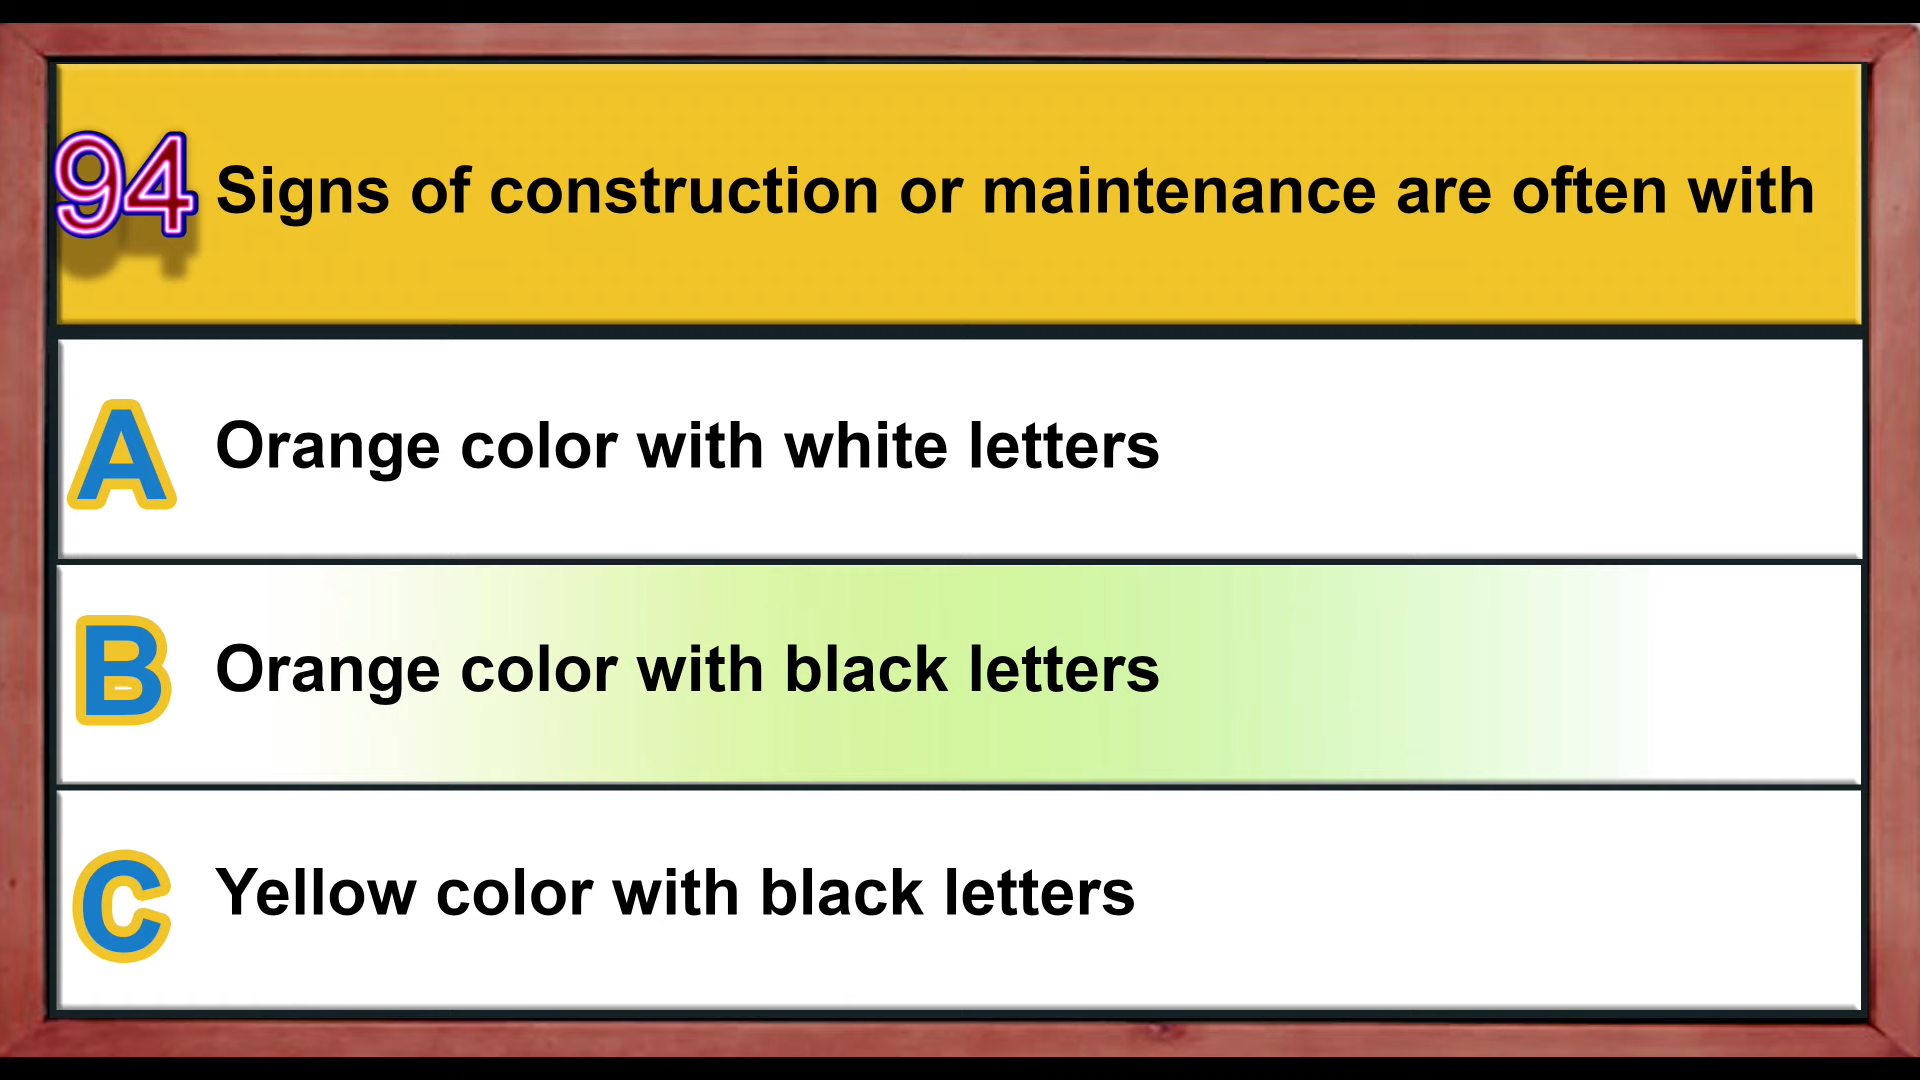 94 Signs of construction or maintenance are often with
A Orange color with white letters
B Orange color with black letters
C Yellow color with black letters